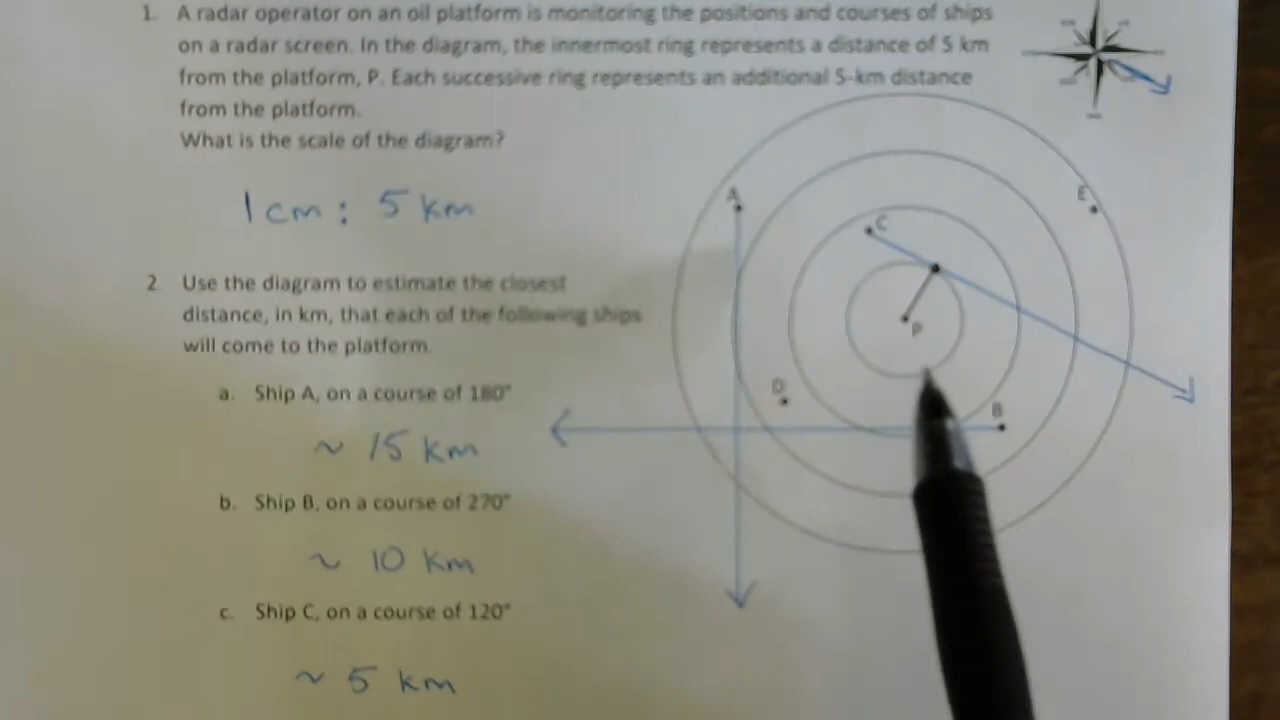 1. A radar operator on an oil platform is monitoring the positions and courses of ships
on a radar screen. In the diagram, the innermost ring represents a distance of 5 km
from the platform, P. Each successive ring represents an additional 5-km distance
from the platform.
What is the scale of the diagram?
1 cm : 5 km
2 Use the diagram to estimate the closest
distance, in km, that each of the following ships
will come to the platform.
a. Ship A, on a course of 180°
~ 15 km
b. Ship B, on a course of 270°
~ 10 km
c. Ship C, on a course of 120°
~ 5 km
A
E
C
P
D
B